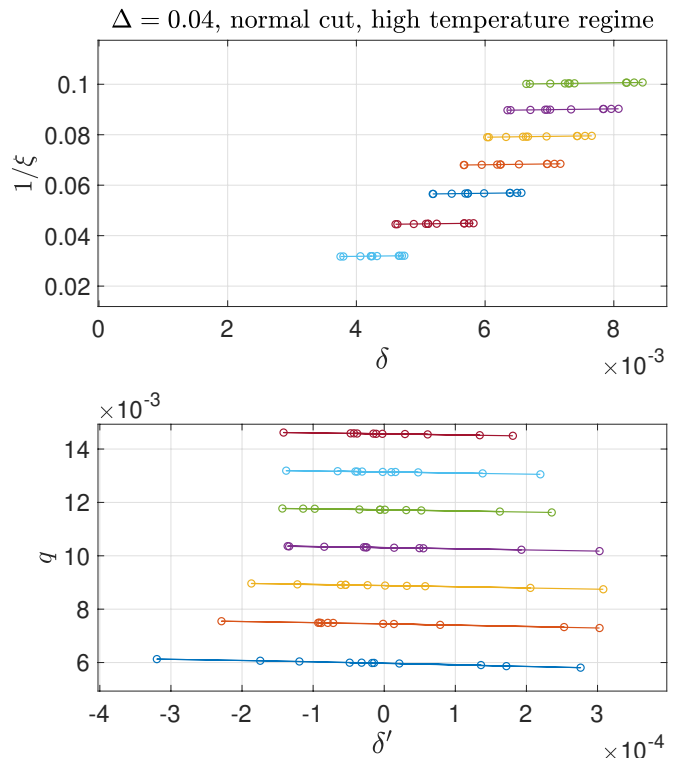 Δ = 0.04, normal cut, high temperature regime
0.1
0.08
0.06
0.04
0.02
1/ξ
0 2 4 6 8
δ
×10⁻³
×10⁻³
14
12
10
8
6
q
-4 -3 -2 -1 0 1 2 3 4
δ′
×10⁻⁴